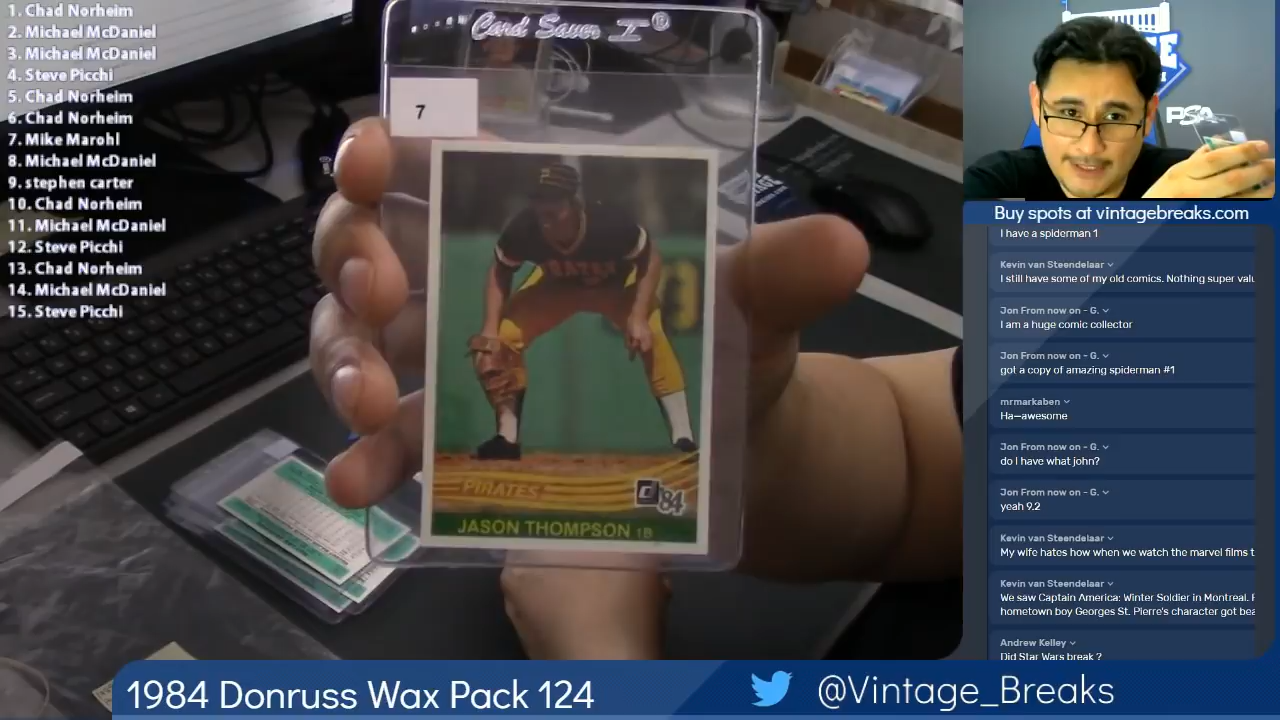 1. Chad Norheim
2. Michael McDaniel
3. Michael McDaniel
4. Steve Picchi
5. Chad Norheim
6. Chad Norheim
7. Mike Marohl
8. Michael McDaniel
9. stephen carter
10. Chad Norheim
11. Michael McDaniel
12. Steve Picchi
13. Chad Norheim
14. Michael McDaniel
15. Steve Picchi
Card Saver I®
7
PIRATES
'84
JASON THOMPSON 1B
PSA
Buy spots at vintagebreaks.com
I have a spiderman 1
Kevin van Steendelaar
I still have some of my old comics. Nothing super valu
Jon From now on - G.
I am a huge comic collector
Jon From now on - G.
got a copy of amazing spiderman #1
mrmarkaben
Ha—awesome
Jon From now on - G.
do I have what john?
Jon From now on - G.
yeah 9.2
Kevin van Steendelaar
My wife hates how when we watch the marvel films t
Kevin van Steendelaar
We saw Captain America: Winter Soldier in Montreal.
hometown boy Georges St. Pierre's character got bea
Andrew Kelley
Did Star Wars break ?
1984 Donruss Wax Pack 124
@Vintage_Breaks